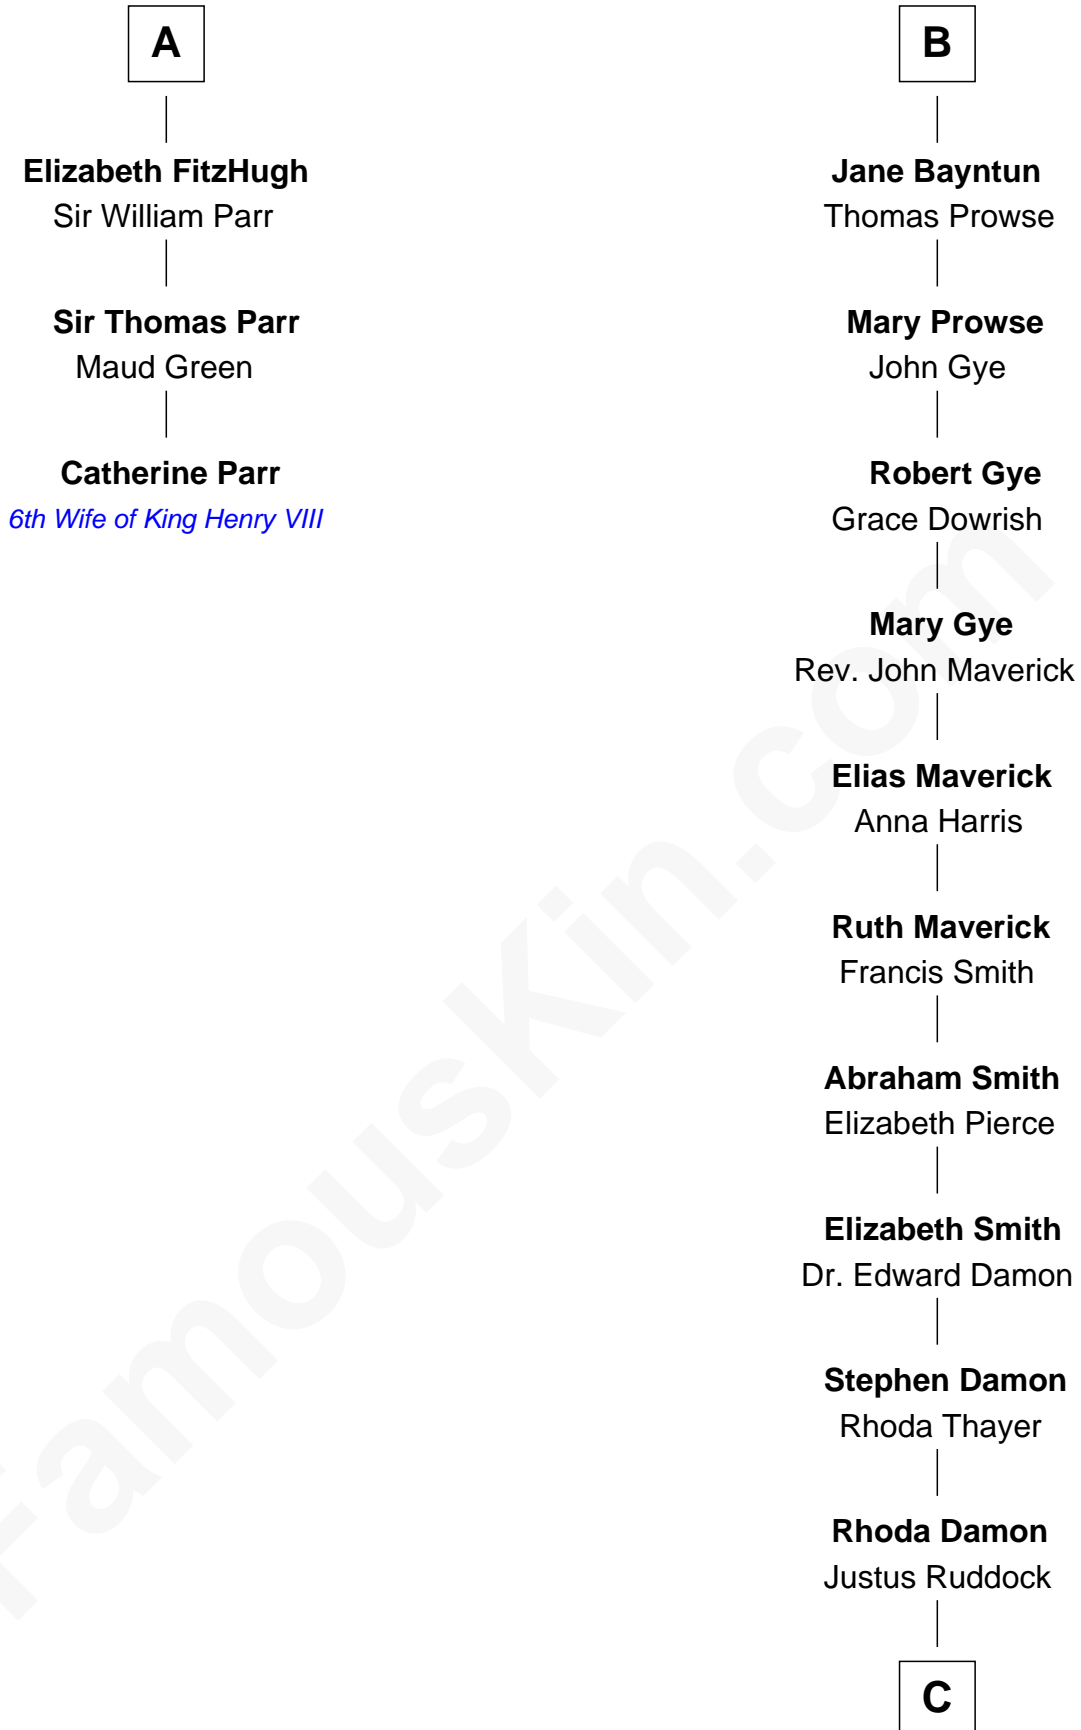 A
Elizabeth FitzHugh
Sir William Parr
Sir Thomas Parr
Maud Green
Catherine Parr
6th Wife of King Henry VIII
B
Jane Bayntun
Thomas Prowse
Mary Prowse
John Gye
Robert Gye
Grace Dowrish
Mary Gye
Rev. John Maverick
Elias Maverick
Anna Harris
Ruth Maverick
Francis Smith
Abraham Smith
Elizabeth Pierce
Elizabeth Smith
Dr. Edward Damon
Stephen Damon
Rhoda Thayer
Rhoda Damon
Justus Ruddock
C
FamousKin.com